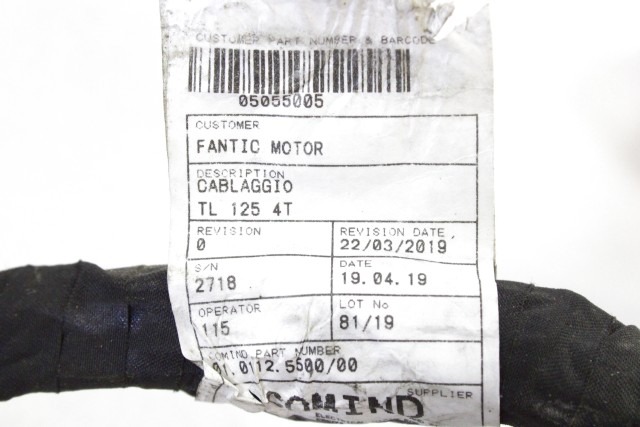 CUSTOMER PART NUMBER & BARCODE
05055005
CUSTOMER
FANTIC MOTOR
DESCRIPTION
CABLAGGIO
TL 125 4T
REVISION
0
REVISION DATE
22/03/2019
S/N
2718
DATE
19.04.19
OPERATOR
115
LOT No
81/19
COMIND PART NUMBER
01.0112.5500/00
SUPPLIER
COMIND